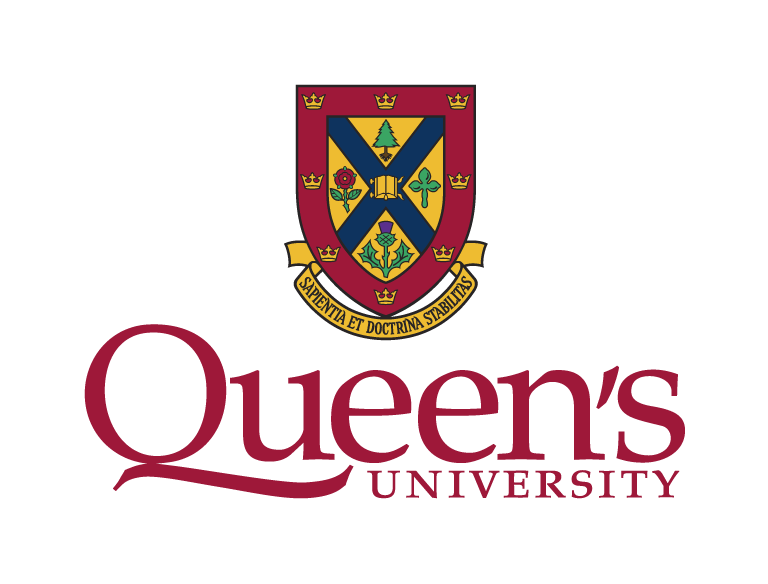 SAPIENTIA ET DOCTRINA STABILITAS
Queen's
UNIVERSITY